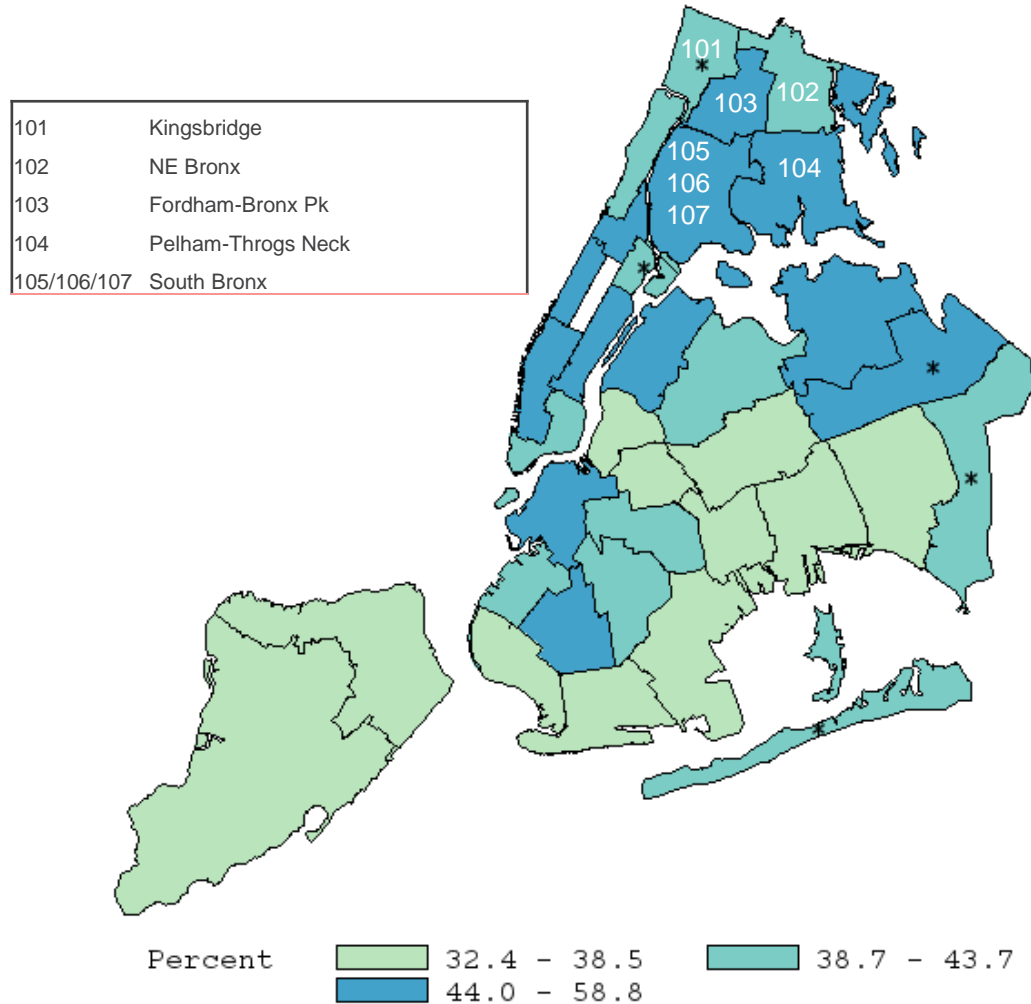 101
*
103
102
101 Kingsbridge
102 NE Bronx
103 Fordham-Bronx Pk
104 Pelham-Throgs Neck
105/106/107 South Bronx
105
106
107
104
*
*
*
*
Percent 32.4 - 38.5 38.7 - 43.7
44.0 - 58.8